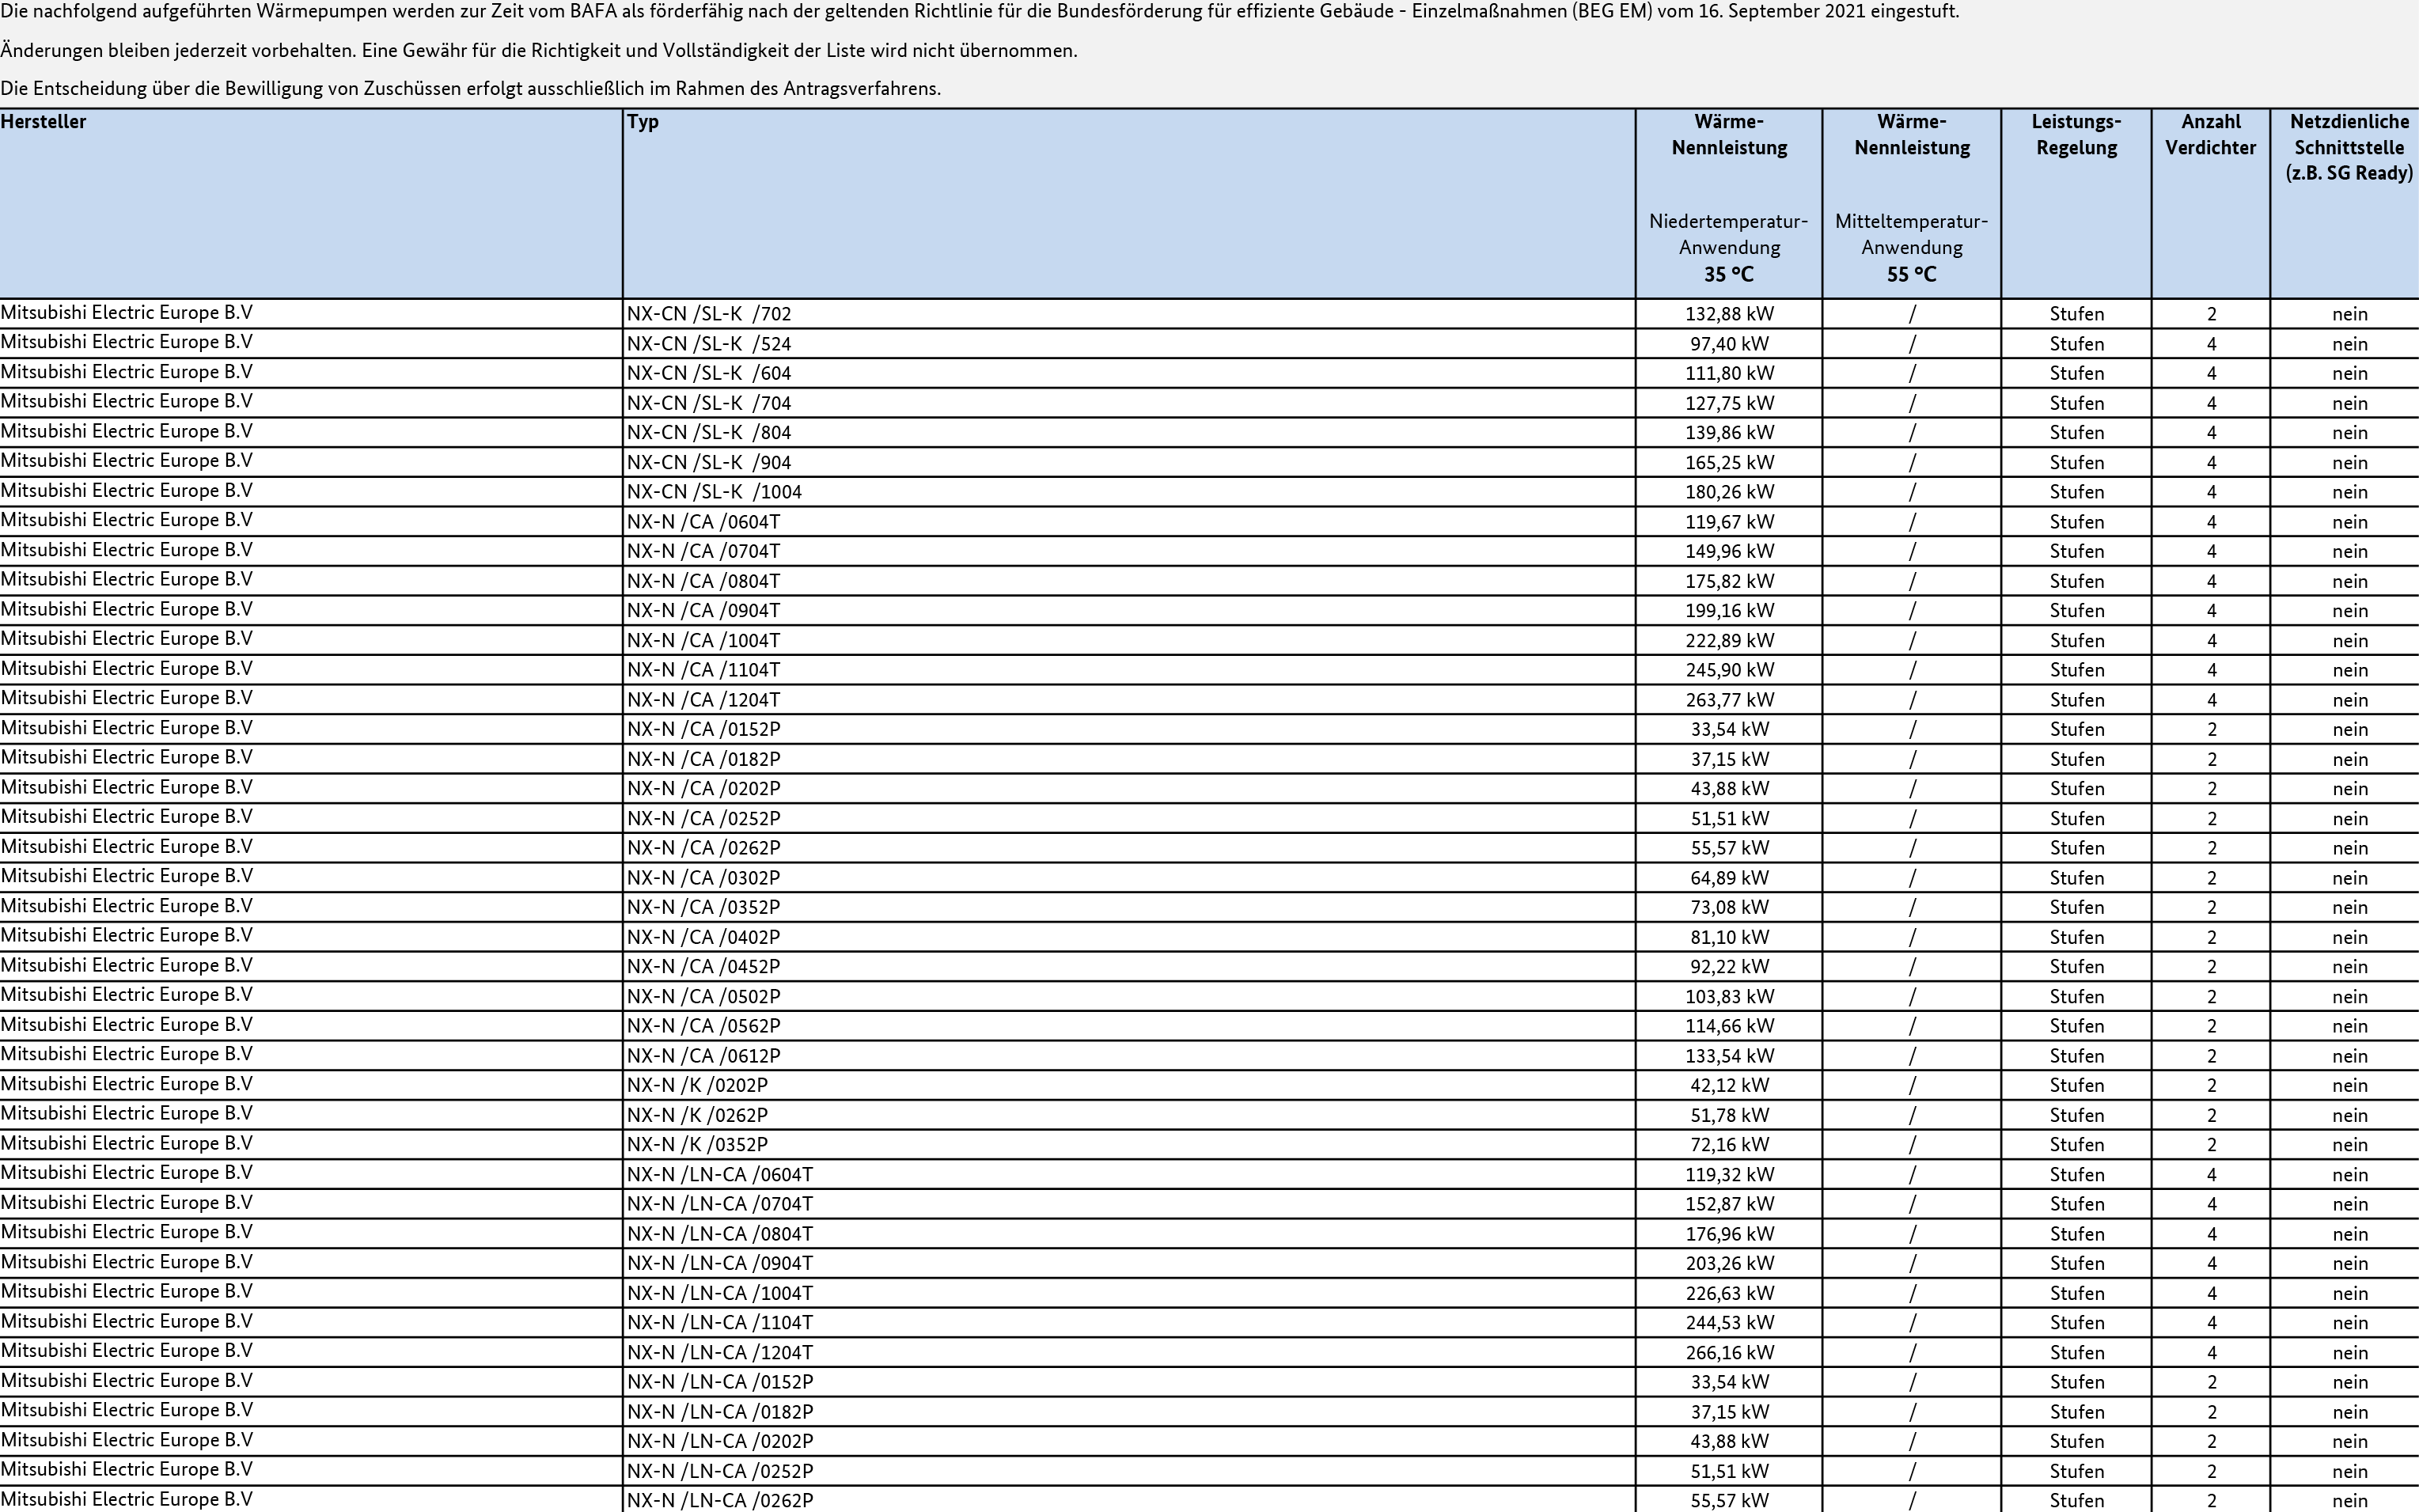 Die nachfolgend aufgeführten Wärmepumpen werden zur Zeit vom BAFA als förderfähig nach der geltenden Richtlinie für die Bundesförderung für effiziente Gebäude - Einzelmaßnahmen (BEG EM) vom 16. September 2021 eingestuft.
Änderungen bleiben jederzeit vorbehalten. Eine Gewähr für die Richtigkeit und Vollständigkeit der Liste wird nicht übernommen.
Die Entscheidung über die Bewilligung von Zuschüssen erfolgt ausschließlich im Rahmen des Antragsverfahrens.
Hersteller Typ Wärme- Wärme- Leistungs- Anzahl Netzdienliche
Nennleistung Nennleistung Regelung Verdichter Schnittstelle
(z.B. SG Ready)
Niedertemperatur- Mitteltemperatur-
Anwendung Anwendung
35 °C 55 °C
Mitsubishi Electric Europe B.V NX-CN /SL-K /702 132,88 kW / Stufen 2 nein
Mitsubishi Electric Europe B.V NX-CN /SL-K /524 97,40 kW / Stufen 4 nein
Mitsubishi Electric Europe B.V NX-CN /SL-K /604 111,80 kW / Stufen 4 nein
Mitsubishi Electric Europe B.V NX-CN /SL-K /704 127,75 kW / Stufen 4 nein
Mitsubishi Electric Europe B.V NX-CN /SL-K /804 139,86 kW / Stufen 4 nein
Mitsubishi Electric Europe B.V NX-CN /SL-K /904 165,25 kW / Stufen 4 nein
Mitsubishi Electric Europe B.V NX-CN /SL-K /1004 180,26 kW / Stufen 4 nein
Mitsubishi Electric Europe B.V NX-N /CA /0604T 119,67 kW / Stufen 4 nein
Mitsubishi Electric Europe B.V NX-N /CA /0704T 149,96 kW / Stufen 4 nein
Mitsubishi Electric Europe B.V NX-N /CA /0804T 175,82 kW / Stufen 4 nein
Mitsubishi Electric Europe B.V NX-N /CA /0904T 199,16 kW / Stufen 4 nein
Mitsubishi Electric Europe B.V NX-N /CA /1004T 222,89 kW / Stufen 4 nein
Mitsubishi Electric Europe B.V NX-N /CA /1104T 245,90 kW / Stufen 4 nein
Mitsubishi Electric Europe B.V NX-N /CA /1204T 263,77 kW / Stufen 4 nein
Mitsubishi Electric Europe B.V NX-N /CA /0152P 33,54 kW / Stufen 2 nein
Mitsubishi Electric Europe B.V NX-N /CA /0182P 37,15 kW / Stufen 2 nein
Mitsubishi Electric Europe B.V NX-N /CA /0202P 43,88 kW / Stufen 2 nein
Mitsubishi Electric Europe B.V NX-N /CA /0252P 51,51 kW / Stufen 2 nein
Mitsubishi Electric Europe B.V NX-N /CA /0262P 55,57 kW / Stufen 2 nein
Mitsubishi Electric Europe B.V NX-N /CA /0302P 64,89 kW / Stufen 2 nein
Mitsubishi Electric Europe B.V NX-N /CA /0352P 73,08 kW / Stufen 2 nein
Mitsubishi Electric Europe B.V NX-N /CA /0402P 81,10 kW / Stufen 2 nein
Mitsubishi Electric Europe B.V NX-N /CA /0452P 92,22 kW / Stufen 2 nein
Mitsubishi Electric Europe B.V NX-N /CA /0502P 103,83 kW / Stufen 2 nein
Mitsubishi Electric Europe B.V NX-N /CA /0562P 114,66 kW / Stufen 2 nein
Mitsubishi Electric Europe B.V NX-N /CA /0612P 133,54 kW / Stufen 2 nein
Mitsubishi Electric Europe B.V NX-N /K /0202P 42,12 kW / Stufen 2 nein
Mitsubishi Electric Europe B.V NX-N /K /0262P 51,78 kW / Stufen 2 nein
Mitsubishi Electric Europe B.V NX-N /K /0352P 72,16 kW / Stufen 2 nein
Mitsubishi Electric Europe B.V NX-N /LN-CA /0604T 119,32 kW / Stufen 4 nein
Mitsubishi Electric Europe B.V NX-N /LN-CA /0704T 152,87 kW / Stufen 4 nein
Mitsubishi Electric Europe B.V NX-N /LN-CA /0804T 176,96 kW / Stufen 4 nein
Mitsubishi Electric Europe B.V NX-N /LN-CA /0904T 203,26 kW / Stufen 4 nein
Mitsubishi Electric Europe B.V NX-N /LN-CA /1004T 226,63 kW / Stufen 4 nein
Mitsubishi Electric Europe B.V NX-N /LN-CA /1104T 244,53 kW / Stufen 4 nein
Mitsubishi Electric Europe B.V NX-N /LN-CA /1204T 266,16 kW / Stufen 4 nein
Mitsubishi Electric Europe B.V NX-N /LN-CA /0152P 33,54 kW / Stufen 2 nein
Mitsubishi Electric Europe B.V NX-N /LN-CA /0182P 37,15 kW / Stufen 2 nein
Mitsubishi Electric Europe B.V NX-N /LN-CA /0202P 43,88 kW / Stufen 2 nein
Mitsubishi Electric Europe B.V NX-N /LN-CA /0252P 51,51 kW / Stufen 2 nein
Mitsubishi Electric Europe B.V NX-N /LN-CA /0262P 55,57 kW / Stufen 2 nein